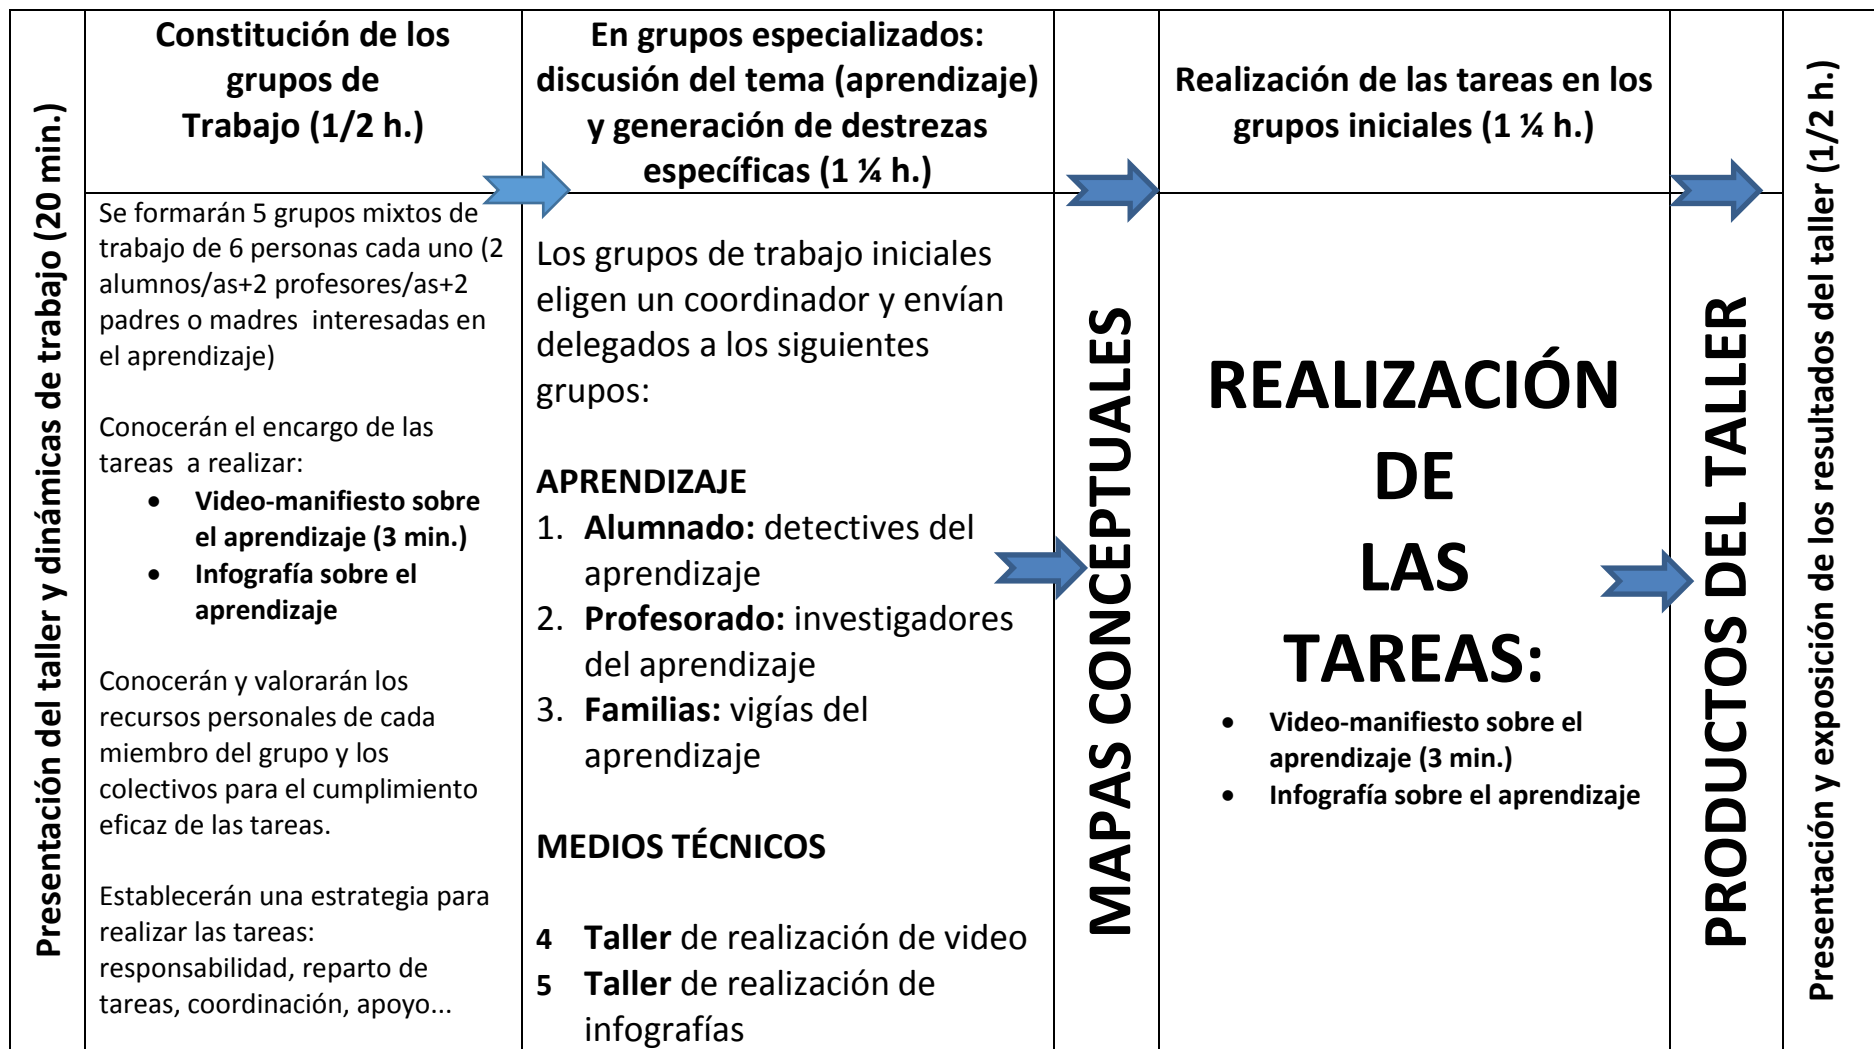 Presentación del taller y dinámicas de trabajo (20 min.)
Constitución de los
grupos de
Trabajo (1/2 h.)
Se formarán 5 grupos mixtos de
trabajo de 6 personas cada uno (2
alumnos/as+2 profesores/as+2
padres o madres  interesadas en
el aprendizaje)
Conocerán el encargo de las
tareas  a realizar:
• Video-manifiesto sobre
el aprendizaje (3 min.)
• Infografía sobre el
aprendizaje
Conocerán y valorarán los
recursos personales de cada
miembro del grupo y los
colectivos para el cumplimiento
eficaz de las tareas.
Establecerán una estrategia para
realizar las tareas:
responsabilidad, reparto de
tareas, coordinación, apoyo...
En grupos especializados:
discusión del tema (aprendizaje)
y generación de destrezas
específicas (1 ¼ h.)
Los grupos de trabajo iniciales
eligen un coordinador y envían
delegados a los siguientes
grupos:
APRENDIZAJE
1. Alumnado: detectives del
aprendizaje
2. Profesorado: investigadores
del aprendizaje
3. Familias: vigías del
aprendizaje
MEDIOS TÉCNICOS
4 Taller de realización de video
5 Taller de realización de
infografías
MAPAS CONCEPTUALES
Realización de las tareas en los
grupos iniciales (1 ¼ h.)
REALIZACIÓN
DE
LAS
TAREAS:
• Video-manifiesto sobre el
aprendizaje (3 min.)
• Infografía sobre el aprendizaje
PRODUCTOS DEL TALLER
Presentación y exposición de los resultados del taller (1/2 h.)